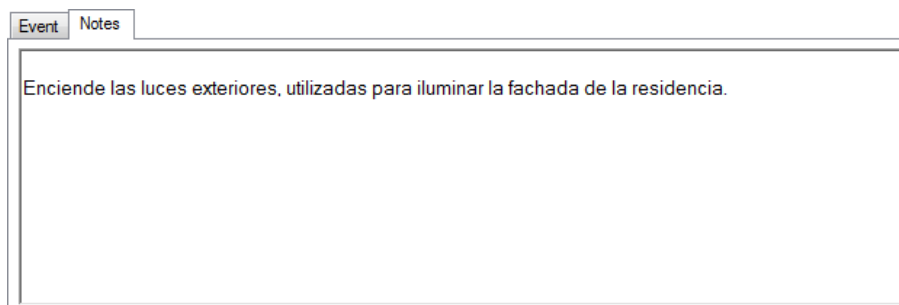 Event Notes
Enciende las luces exteriores, utilizadas para iluminar la fachada de la residencia.